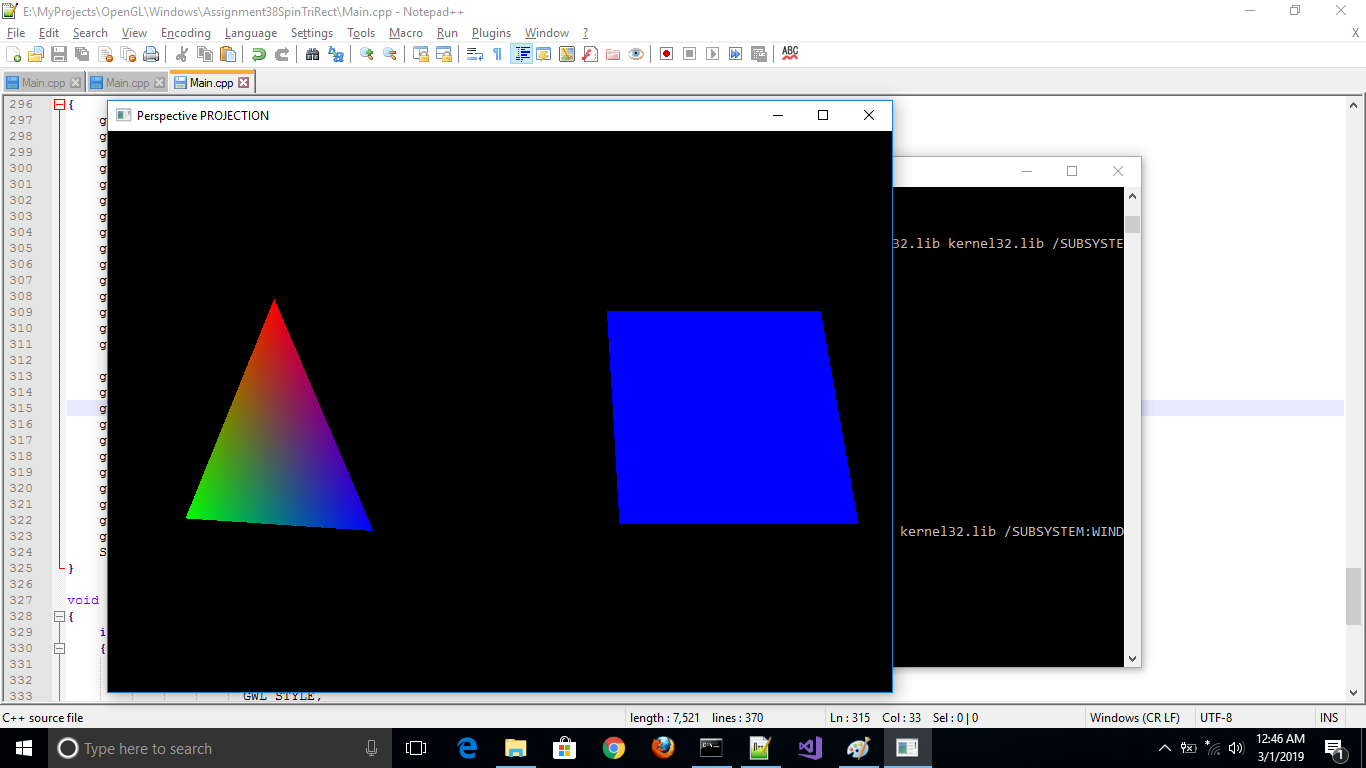 E:\MyProjects\OpenGL\Windows\Assignment38SpinTriRect\Main.cpp - Notepad++
File Edit Search View Encoding Language Settings Tools Macro Run Plugins Window ? X
ABC
Main.cpp Main.cpp Main.cpp
296 {
Perspective PROJECTION
297 g
298 g
299 g
300 g
301 g
302 g
303 g
304 g
305 g
32.lib kernel32.lib /SUBSYSTE
306 g
307 g
308 g
309 g
310 g
311 g
312
313 g
314 g
315 g
316 g
317 g
318 g
319 g
320 g
321 g
322 g
323 g
kernel32.lib /SUBSYSTEM:WIND
324 S
325 }
326
327 void
328 {
329 i
330 {
331
332
333 GWL_STYLE,
C++ source file length : 7,521 lines : 370 Ln : 315 Col : 33 Sel : 0 | 0 Windows (CR LF) UTF-8 INS
Type here to search
12:46 AM
3/1/2019
1